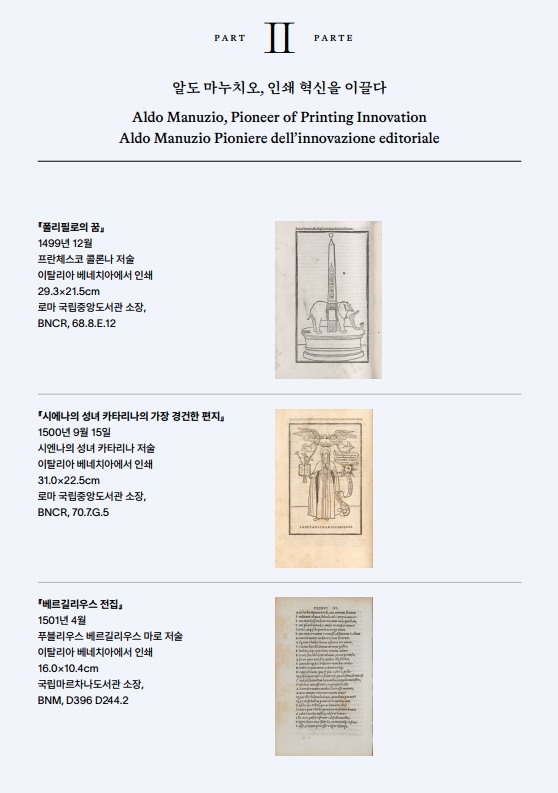 PART II PARTE
알도 마누치오, 인쇄 혁신을 이끌다
Aldo Manuzio, Pioneer of Printing Innovation
Aldo Manuzio Pioniere dell’innovazione editoriale
『폴리필로의 꿈』
1499년 12월
프란체스코 콜론나 저술
이탈리아 베네치아에서 인쇄
29.3×21.5cm
로마 국립중앙도서관 소장,
BNCR, 68.8.E.12
『시에나의 성녀 카타리나의 가장 경건한 편지』
1500년 9월 15일
시엔나의 성녀 카타리나 저술
이탈리아 베네치아에서 인쇄
31.0×22.5cm
로마 국립중앙도서관 소장,
BNCR, 70.7.G.5
『베르길리우스 전집』
1501년 4월
푸블리우스 베르길리우스 마로 저술
이탈리아 베네치아에서 인쇄
16.0×10.4cm
국립마르차나도서관 소장,
BNM, D396 D244.2